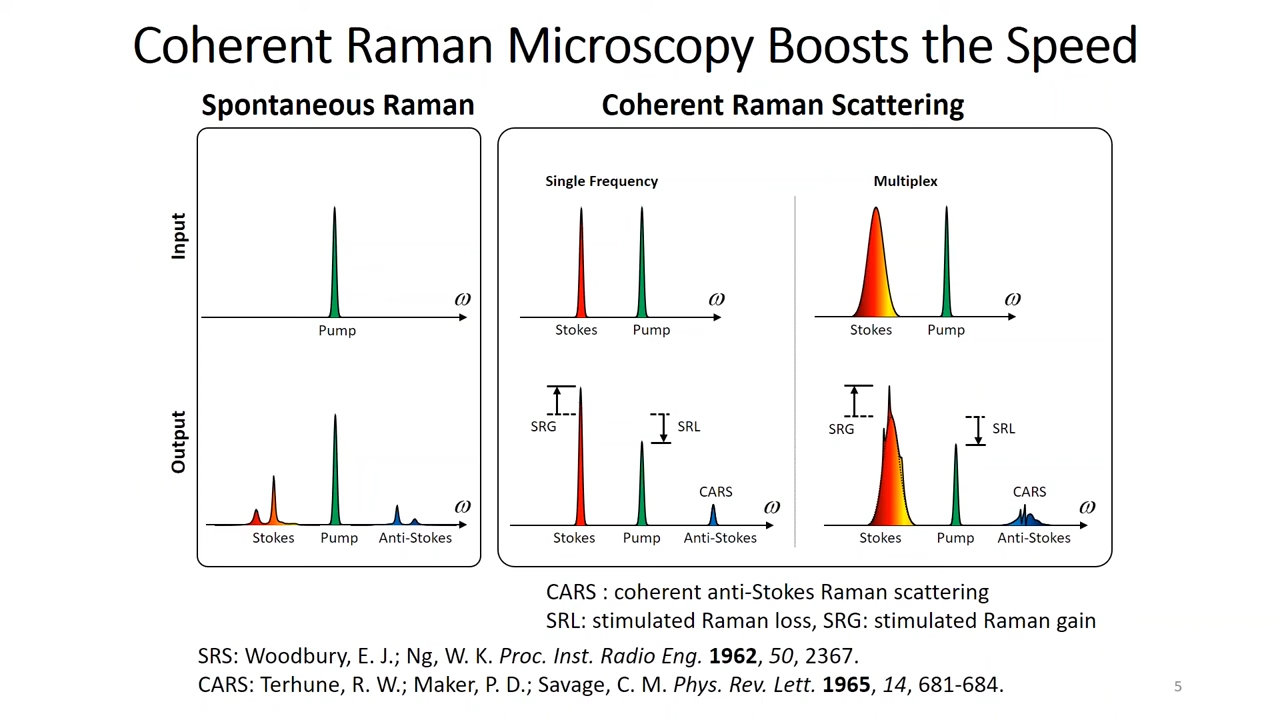 Coherent Raman Microscopy Boosts the Speed
Spontaneous Raman
Coherent Raman Scattering
Input
ω
Pump
Output
ω
Stokes Pump Anti-Stokes
Single Frequency
ω
Stokes Pump
SRG
SRL
CARS
ω
Stokes Pump Anti-Stokes
Multiplex
ω
Stokes Pump
SRG
SRL
CARS
ω
Stokes Pump Anti-Stokes
CARS : coherent anti-Stokes Raman scattering
SRL: stimulated Raman loss, SRG: stimulated Raman gain
SRS: Woodbury, E. J.; Ng, W. K. Proc. Inst. Radio Eng. 1962, 50, 2367.
CARS: Terhune, R. W.; Maker, P. D.; Savage, C. M. Phys. Rev. Lett. 1965, 14, 681-684.
5